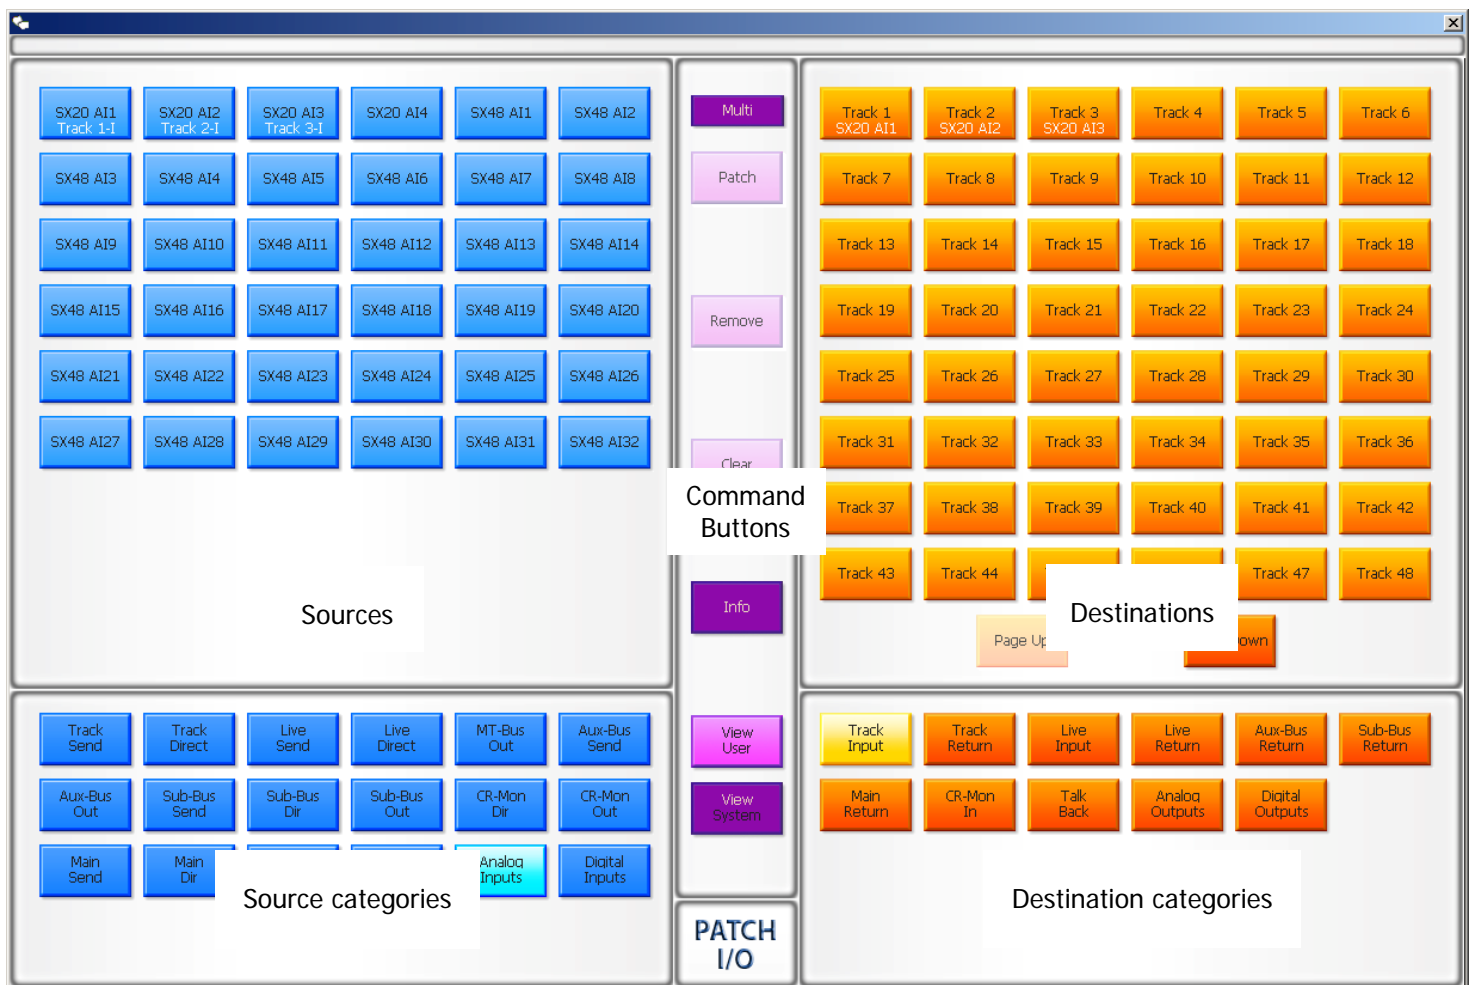 SX20 AI1
Track 1-I
SX20 AI2
Track 2-I
SX20 AI3
Track 3-I
SX20 AI4
SX48 AI1
SX48 AI2
SX48 AI3
SX48 AI4
SX48 AI5
SX48 AI6
SX48 AI7
SX48 AI8
SX48 AI9
SX48 AI10
SX48 AI11
SX48 AI12
SX48 AI13
SX48 AI14
SX48 AI15
SX48 AI16
SX48 AI17
SX48 AI18
SX48 AI19
SX48 AI20
SX48 AI21
SX48 AI22
SX48 AI23
SX48 AI24
SX48 AI25
SX48 AI26
SX48 AI27
SX48 AI28
SX48 AI29
SX48 AI30
SX48 AI31
SX48 AI32
Sources
Track
Send
Track
Direct
Live
Send
Live
Direct
MT-Bus
Out
Aux-Bus
Send
Aux-Bus
Out
Sub-Bus
Send
Sub-Bus
Dir
Sub-Bus
Out
CR-Mon
Dir
CR-Mon
Out
Main
Send
Main
Dir
Analog
Inputs
Digital
Inputs
Source categories
Multi
Patch
Remove
Clear
Command
Buttons
Info
View
User
View
System
PATCH
I/O
Track 1
SX20 AI1
Track 2
SX20 AI2
Track 3
SX20 AI3
Track 4
Track 5
Track 6
Track 7
Track 8
Track 9
Track 10
Track 11
Track 12
Track 13
Track 14
Track 15
Track 16
Track 17
Track 18
Track 19
Track 20
Track 21
Track 22
Track 23
Track 24
Track 25
Track 26
Track 27
Track 28
Track 29
Track 30
Track 31
Track 32
Track 33
Track 34
Track 35
Track 36
Track 37
Track 38
Track 39
Track 40
Track 41
Track 42
Track 43
Track 44
Track 47
Track 48
Destinations
Page Up
Track
Input
Track
Return
Live
Input
Live
Return
Aux-Bus
Return
Sub-Bus
Return
Main
Return
CR-Mon
In
Talk
Back
Analog
Outputs
Digital
Outputs
Destination categories